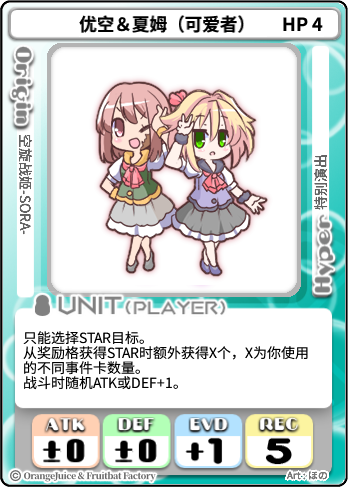 优空＆夏姆（可爱者） HP 4
Origin
空旋战姬-SORA-
Hyper
特别演出
UNIT(PLAYER)
只能选择STAR目标。
从奖励格获得STAR时额外获得X个，X为你使用
的不同事件卡数量。
战斗时随机ATK或DEF+1。
ATK DEF EVD REC
±0 ±0 +1 5
© OrangeJuice & Fruitbat Factory Art.: ほの